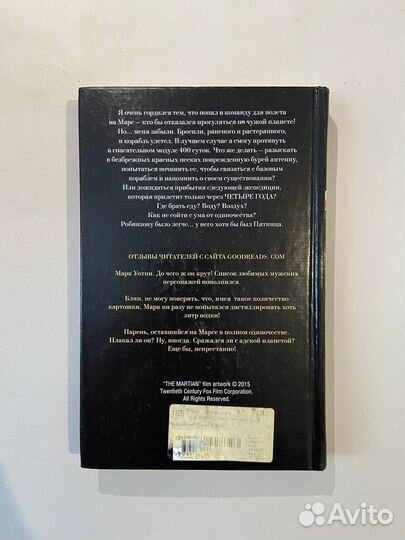 Я очень гордился тем, что попал в команду для полета
на Марс — кто бы отказался прогуляться по чужой планете!
Но... меня забыли. Бросили, раненого и растерянного,
и корабль улетел. В лучшем случае я смогу протянуть
в спасательном модуле 400 суток. Что же делать — разыскать
в безбрежных красных песках поврежденную бурей антенну,
попытаться починить ее, чтобы связаться с базовым
кораблем и напомнить о своем существовании?
Или дожидаться прибытия следующей экспедиции,
которая прилетит только через ЧЕТЫРЕ ГОДА?
Где брать еду? Воду? Воздух?
Как не сойти с ума от одиночества?
Робинзону было легче... у него хотя бы был Пятница.
ОТЗЫВЫ ЧИТАТЕЛЕЙ С САЙТА GOODREADS. COM
Марк Уотни. До чего ж он крут! Список любимых мужских
персонажей пополнился.
Блин, не могу поверить, что, имея такое количество
картошки, Марк ни разу не попытался дистиллировать хоть
литр водки!
Парень, оставшийся на Марсе в полном одиночестве.
Плакал ли он? Ну, иногда. Сражался ли с адской планетой?
Еще бы, непрестанно!
"THE MARTIAN" film artwork © 2015
Twentieth Century Fox Film Corporation.
All Rights Reserved.
Avito